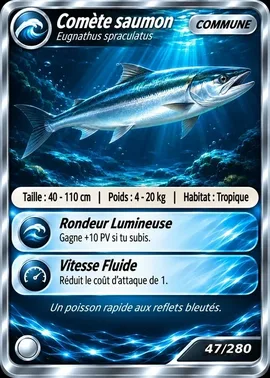 Comète saumon
COMMUNE
Eugnathus spraculatus
Taille : 40 - 110 cm | Poids : 4 - 20 kg | Habitat : Tropique
Rondeur Lumineuse
Gagne +10 PV si tu subis.
Vitesse Fluide
Réduit le coût d'attaque de 1.
Un poisson rapide aux reflets bleutés.
47/280